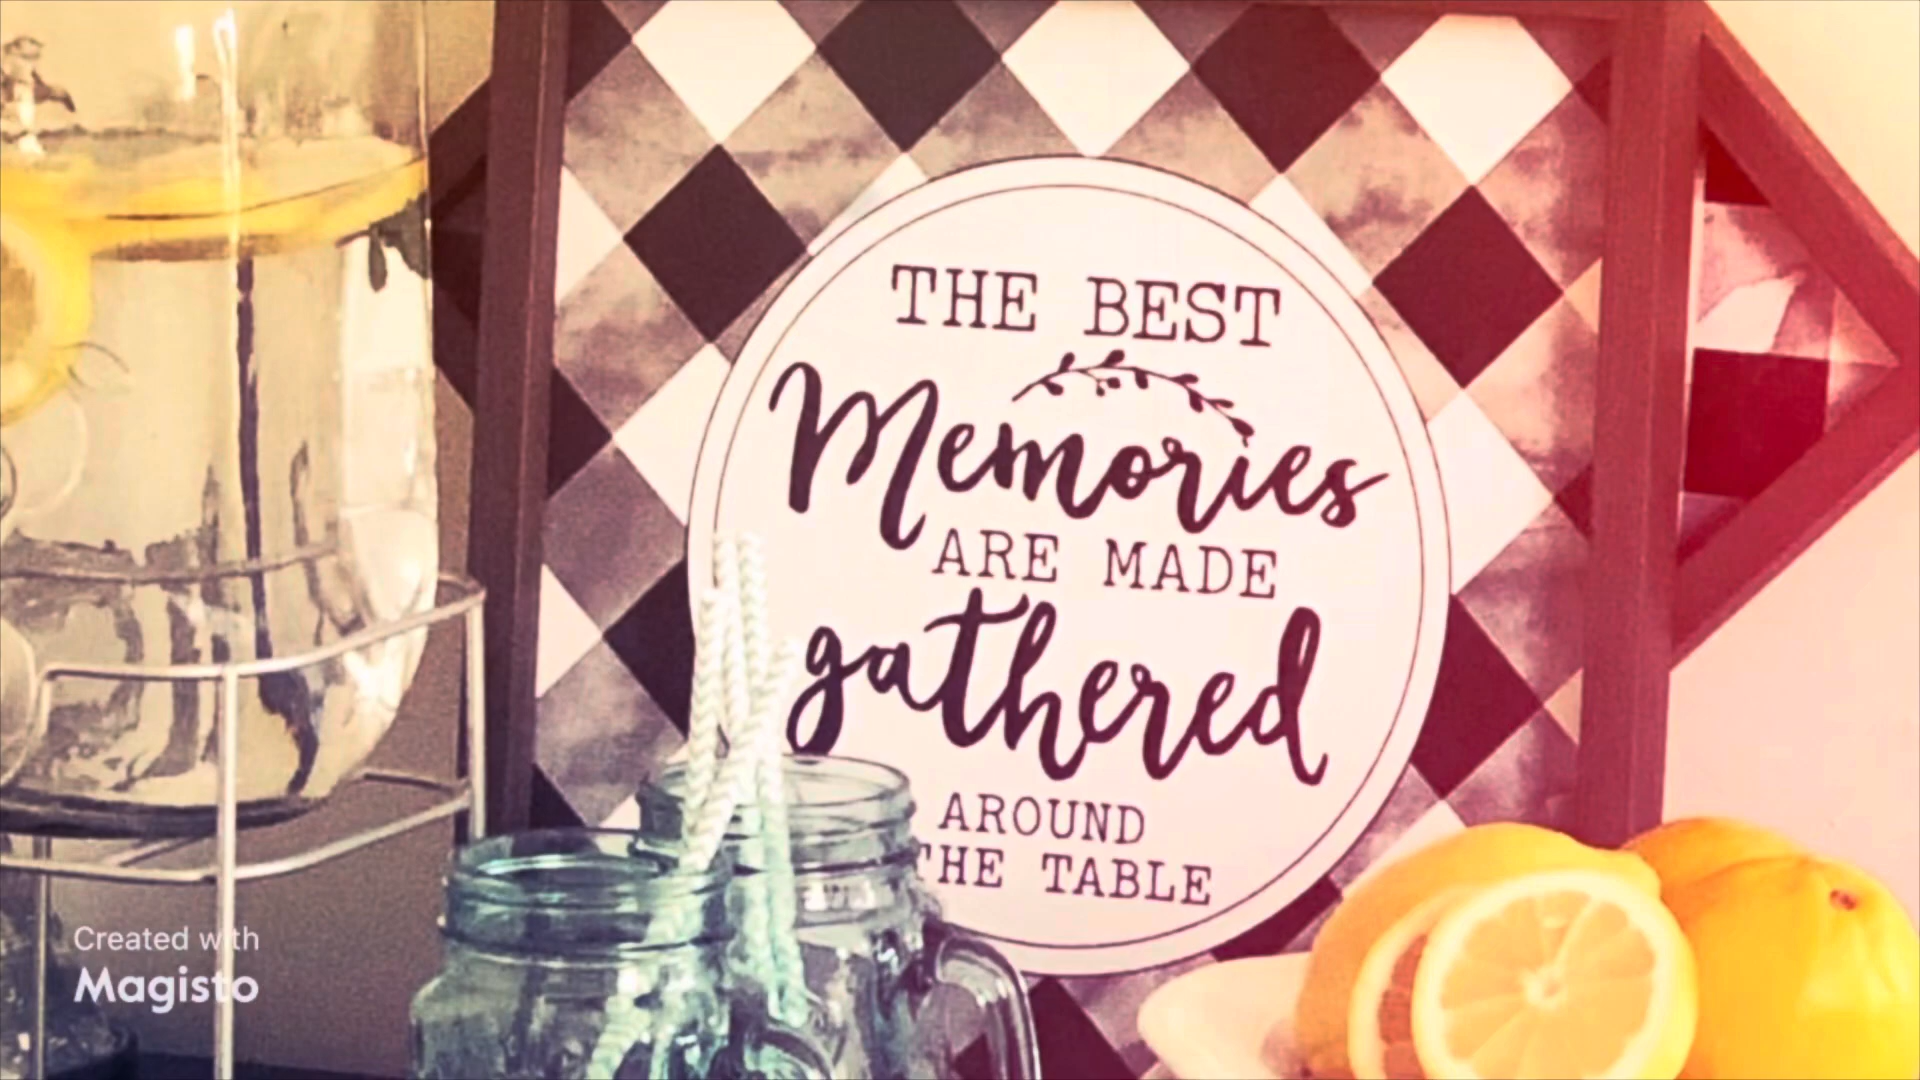 THE BEST
Memories
ARE MADE
gathered
AROUND
THE TABLE
Created with
Magisto